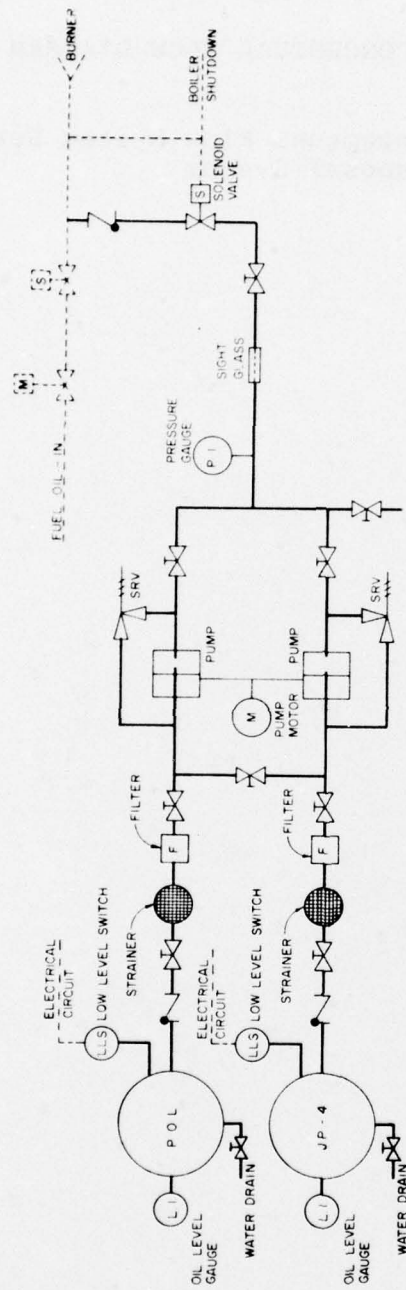 FUEL OIL-IN
M
S
BURNER
BOILER
SHUTDOWN
S
SOLENOID
VALVE
ELECTRICAL
CIRCUIT
LLS
LOW LEVEL SWITCH
STRAINER
FILTER
F
SRV
PUMP
PRESSURE
GAUGE
P I
SIGHT
GLASS
POL
L I
OIL LEVEL
GAUGE
WATER DRAIN
M
PUMP
MOTOR
ELECTRICAL
CIRCUIT
LLS
LOW LEVEL SWITCH
STRAINER
FILTER
F
PUMP
SRV
JP-4
L I
OIL LEVEL
GAUGE
WATER DRAIN